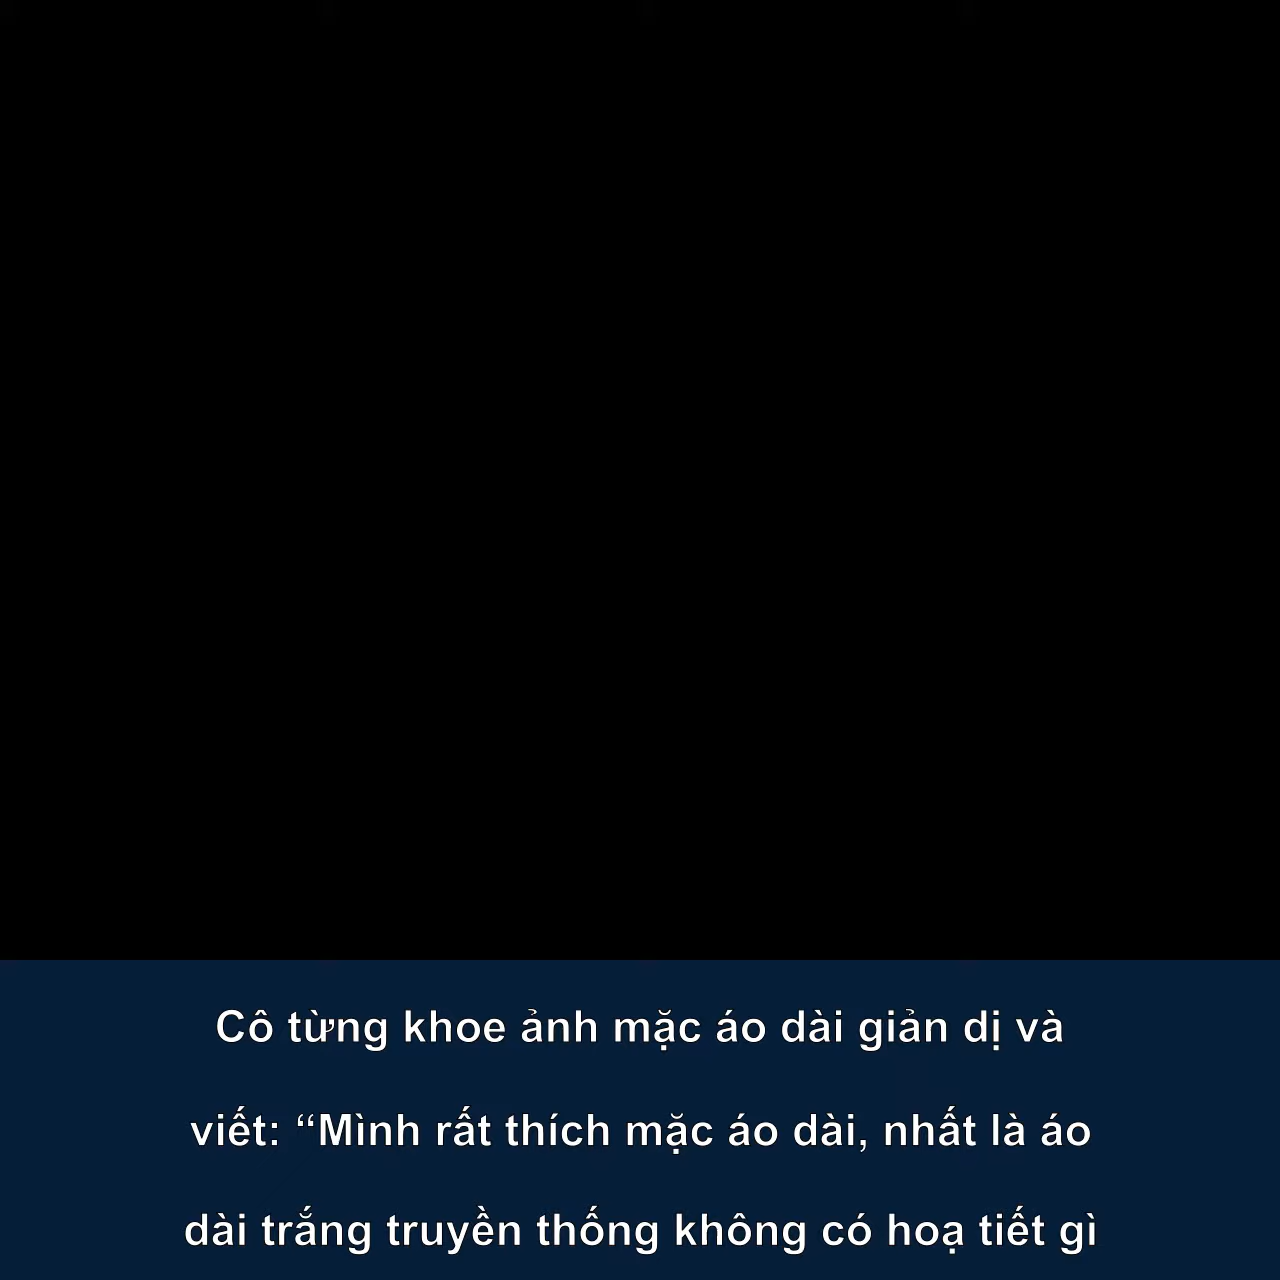 Cô từng khoe ảnh mặc áo dài giản dị và
viết: “Mình rất thích mặc áo dài, nhất là áo
dài trắng truyền thống không có hoạ tiết gì